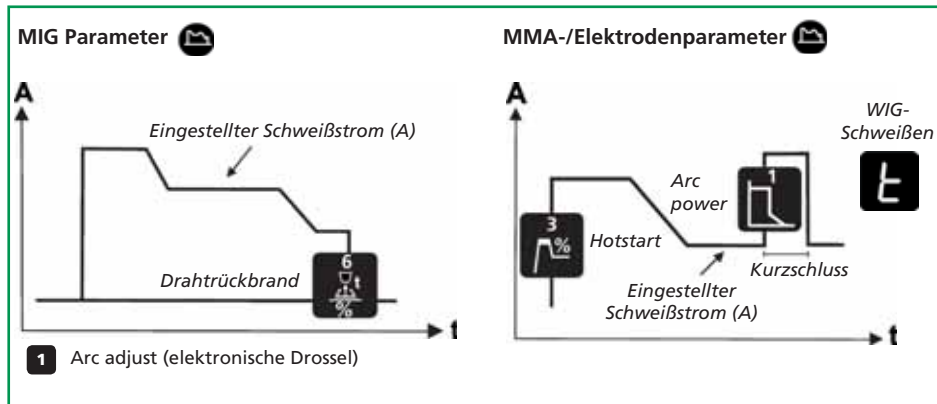 MIG Parameter
A
Eingestellter Schweißstrom (A)
Drahtrückbrand
6
t
%
t
1 Arc adjust (elektronische Drossel)
MMA-/Elektrodenparameter
A
WIG-
Schweißen
t
Arc
power
1
3
%
Hotstart
Kurzschluss
Eingestellter
Schweißstrom (A)
t